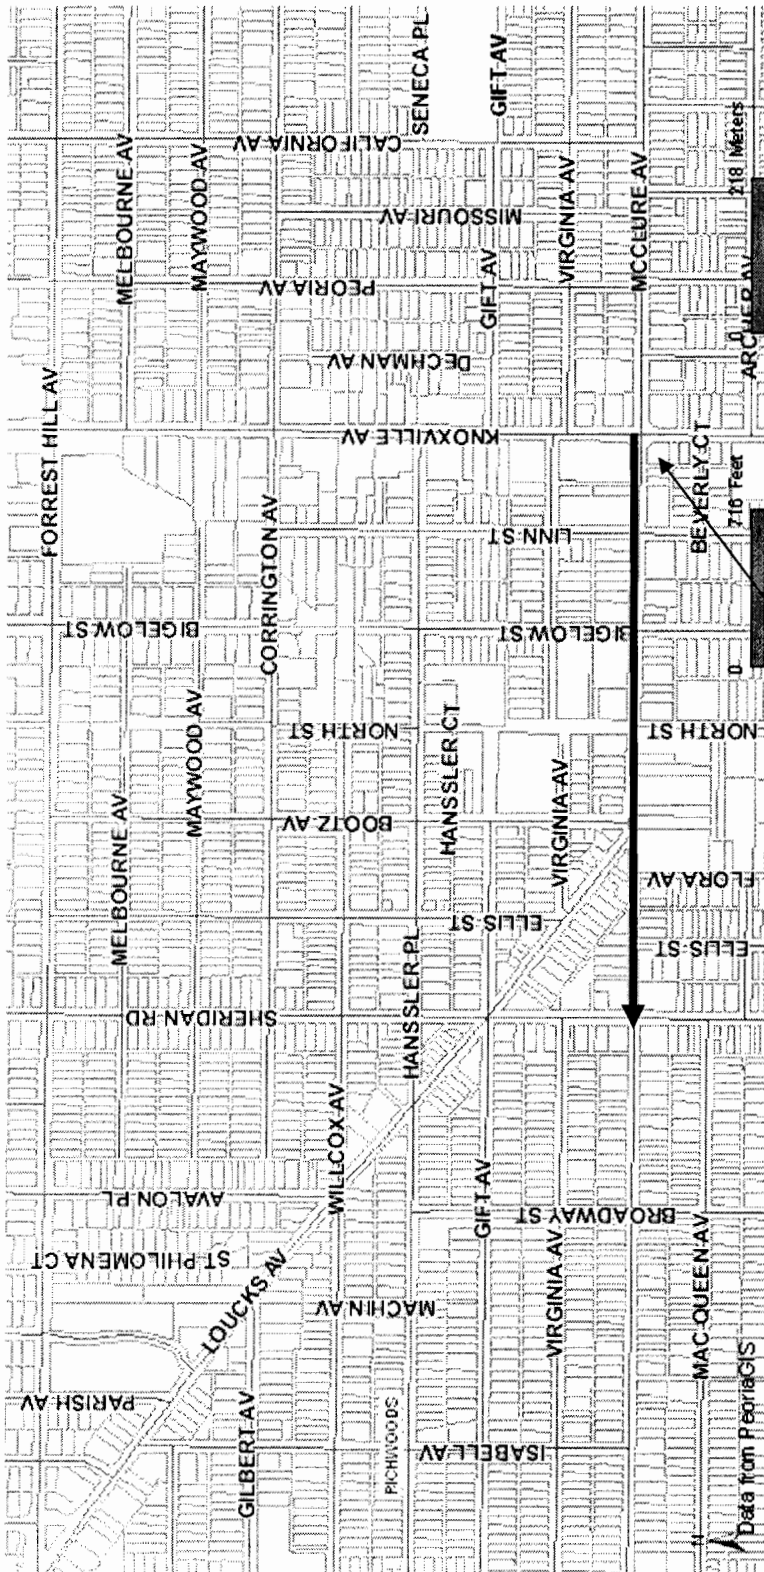 FORREST HILL AV
MELBOURNE AV
MAYWOOD AV
CALIFORNIA AV
SENECA PL
GIFT AV
MISSOURI AV
VIRGINIA AV
MCCLURE AV
218 Meters
0
PEORIA AV
GIFT AV
DECHMAN AV
ARCHER AV
KNOXVILLE AV
BEVERLY CT
716 Feet
0
CORRINGTON AV
LINN ST
BIGELOW ST
BIGELOW ST
MAYWOOD AV
NORTH ST
HANSSLER CT
NORTH ST
MELBOURNE AV
BOOTZ AV
VIRGINIA AV
FLORA AV
ELLIS ST
ELLIS ST
SHERIDAN RD
HANSSLER PL
WILLCOX AV
AVALON PL
GIFT AV
BROADWAY ST
ST PHILOMENA CT
LOUCKS AV
MACHIN AV
VIRGINIA AV
MAC QUEEN AV
PARISH AV
GILBERT AV
RICHWOODS
ISABELL AV
N
Data from PeoriaGIS